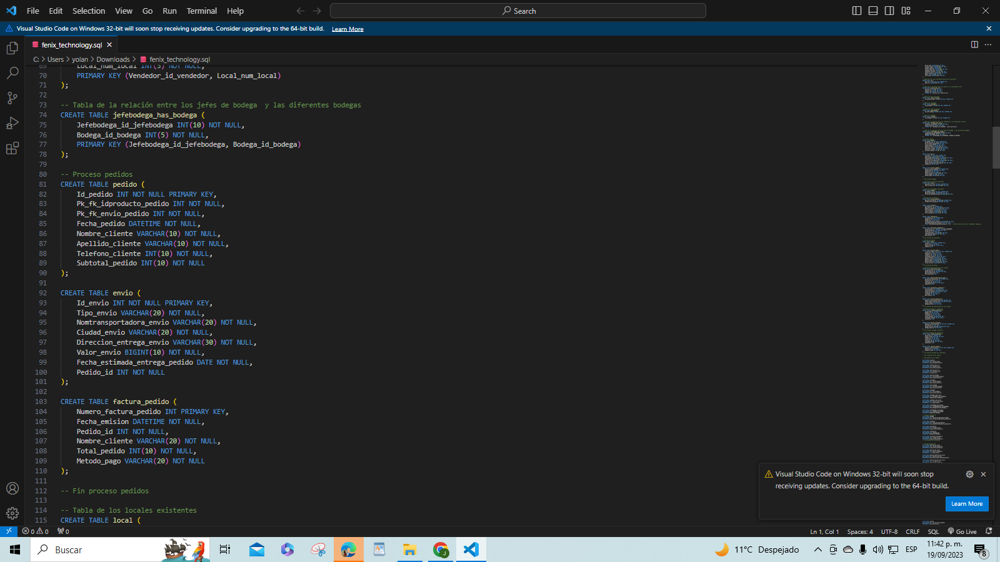 File Edit Selection View Go Run Terminal Help
Search
Visual Studio Code on Windows 32-bit will soon stop receiving updates. Consider upgrading to the 64-bit build. Learn More
fenix_technology.sql
C: > Users > yolan > Downloads > fenix_technology.sql
69 Local_num_local INT(5) NOT NULL,
70 PRIMARY KEY (Vendedor_id_vendedor, Local_num_local)
71 );
72
73 -- Tabla de la relación entre los jefes de bodega  y las diferentes bodegas
74 CREATE TABLE jefebodega_has_bodega (
75 Jefebodega_id_jefebodega INT(10) NOT NULL,
76 Bodega_id_bodega INT(5) NOT NULL,
77 PRIMARY KEY (Jefebodega_id_jefebodega, Bodega_id_bodega)
78 );
79
80 -- Proceso pedidos
81 CREATE TABLE pedido (
82 Id_pedido INT NOT NULL PRIMARY KEY,
83 Pk_fk_idproducto_pedido INT NOT NULL,
84 Pk_fk_envio_pedido INT NOT NULL,
85 Fecha_pedido DATETIME NOT NULL,
86 Nombre_cliente VARCHAR(10) NOT NULL,
87 Apellido_cliente VARCHAR(10) NOT NULL,
88 Telefono_cliente INT(10) NOT NULL,
89 Subtotal_pedido INT(10) NOT NULL
90 );
91
92 CREATE TABLE envio (
93 Id_envio INT NOT NULL PRIMARY KEY,
94 Tipo_envio VARCHAR(20) NOT NULL,
95 Nomtransportadora_envio VARCHAR(20) NOT NULL,
96 Ciudad_envio VARCHAR(20) NOT NULL,
97 Direccion_entrega_envio VARCHAR(30) NOT NULL,
98 Valor_envio BIGINT(10) NOT NULL,
99 Fecha_estimada_entrega_pedido DATE NOT NULL,
100 Pedido_id INT NOT NULL
101 );
102
103 CREATE TABLE factura_pedido (
104 Numero_factura_pedido INT PRIMARY KEY,
105 Fecha_emision DATETIME NOT NULL,
106 Pedido_id INT NOT NULL,
107 Nombre_cliente VARCHAR(20) NOT NULL,
108 Total_pedido INT(10) NOT NULL,
109 Metodo_pago VARCHAR(20) NOT NULL
110 );
111
112 -- Fin proceso pedidos
113
114 -- Tabla de los locales existentes
115 CREATE TABLE local (
Visual Studio Code on Windows 32-bit will soon stop
receiving updates. Consider upgrading to the 64-bit build.
Learn More
0 0 0
Ln 1, Col 1 Spaces: 4 UTF-8 CRLF SQL Go Live
Buscar
11°C Despejado
ESP
11:42 p. m.
19/09/2023
8